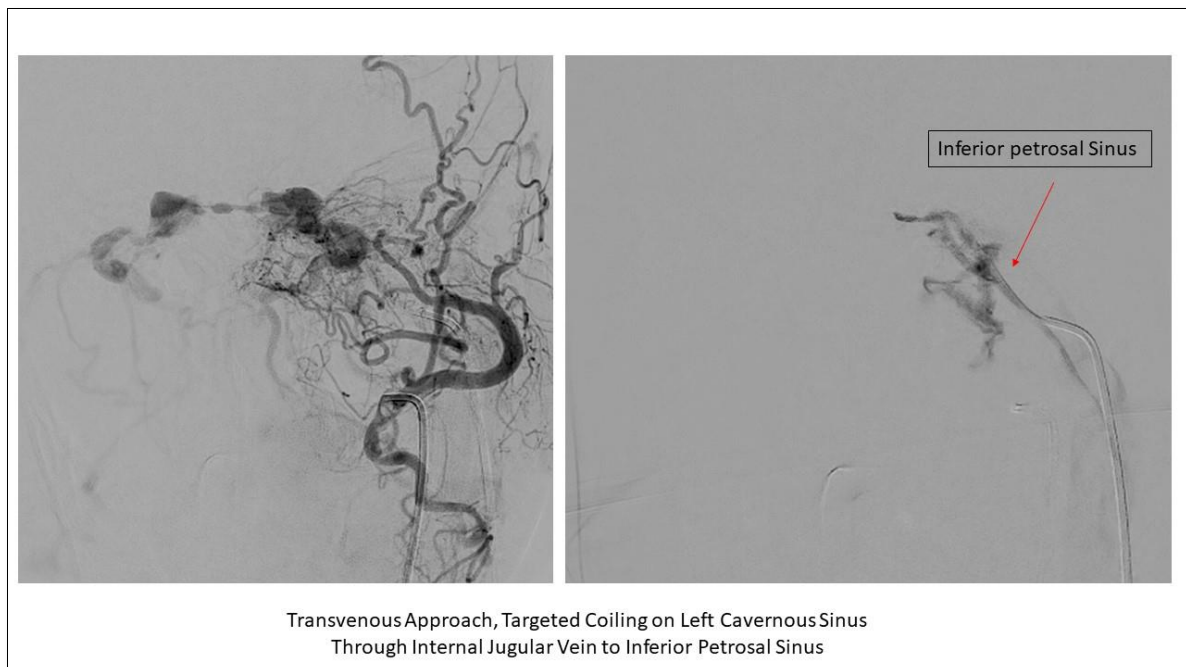 Inferior petrosal Sinus
Transvenous Approach, Targeted Coiling on Left Cavernous Sinus
Through Internal Jugular Vein to Inferior Petrosal Sinus